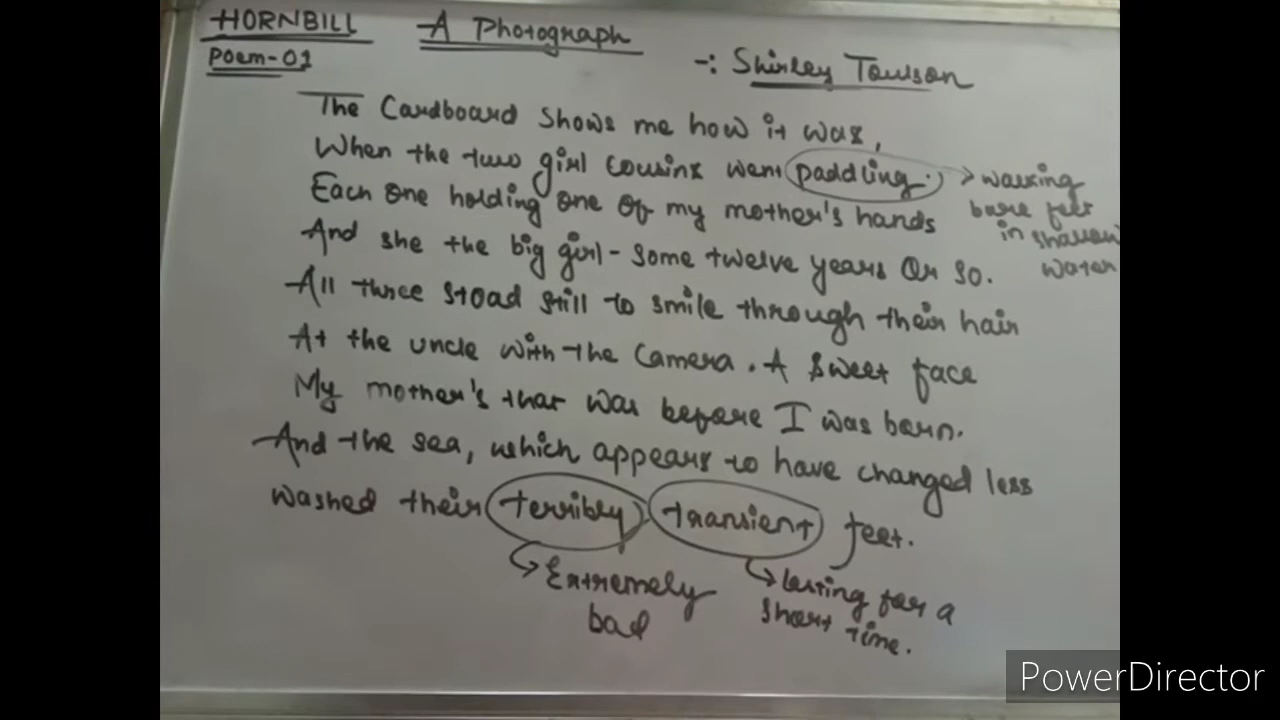 HORNBILL
A Photograph
Poem-01
-: Shirley Toulson
The Cardboard shows me how it was,
When the two girl cousins went paddling.
→ walking bare feet in shallow water
Each one holding one of my mother's hands
And she the big girl - some twelve years Or so.
All three stood still to smile through their hair
At the uncle with the camera. A sweet face
My mother's that was before I was born.
And the sea, which appears to have changed less
washed their terribly transient feet.
→ Extremely bad
→ lasting for a short time.
PowerDirector